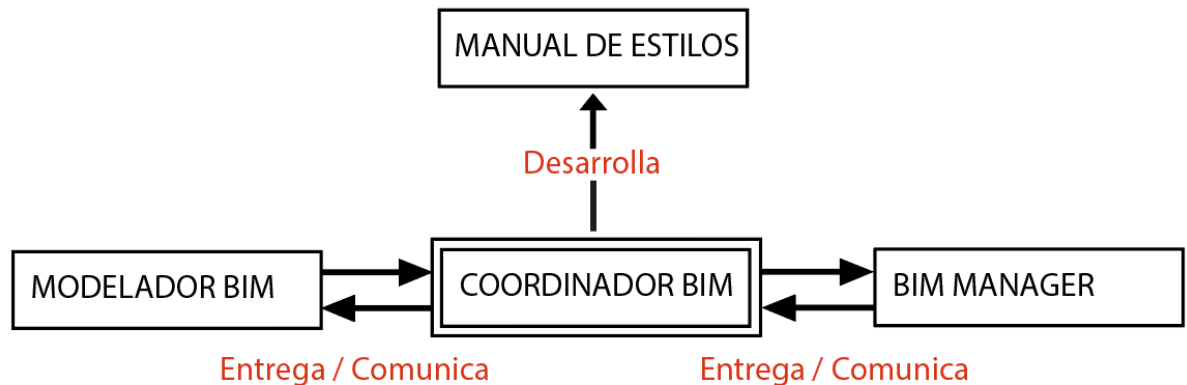 MANUAL DE ESTILOS
Desarrolla
MODELADOR BIM
COORDINADOR BIM
BIM MANAGER
Entrega / Comunica
Entrega / Comunica